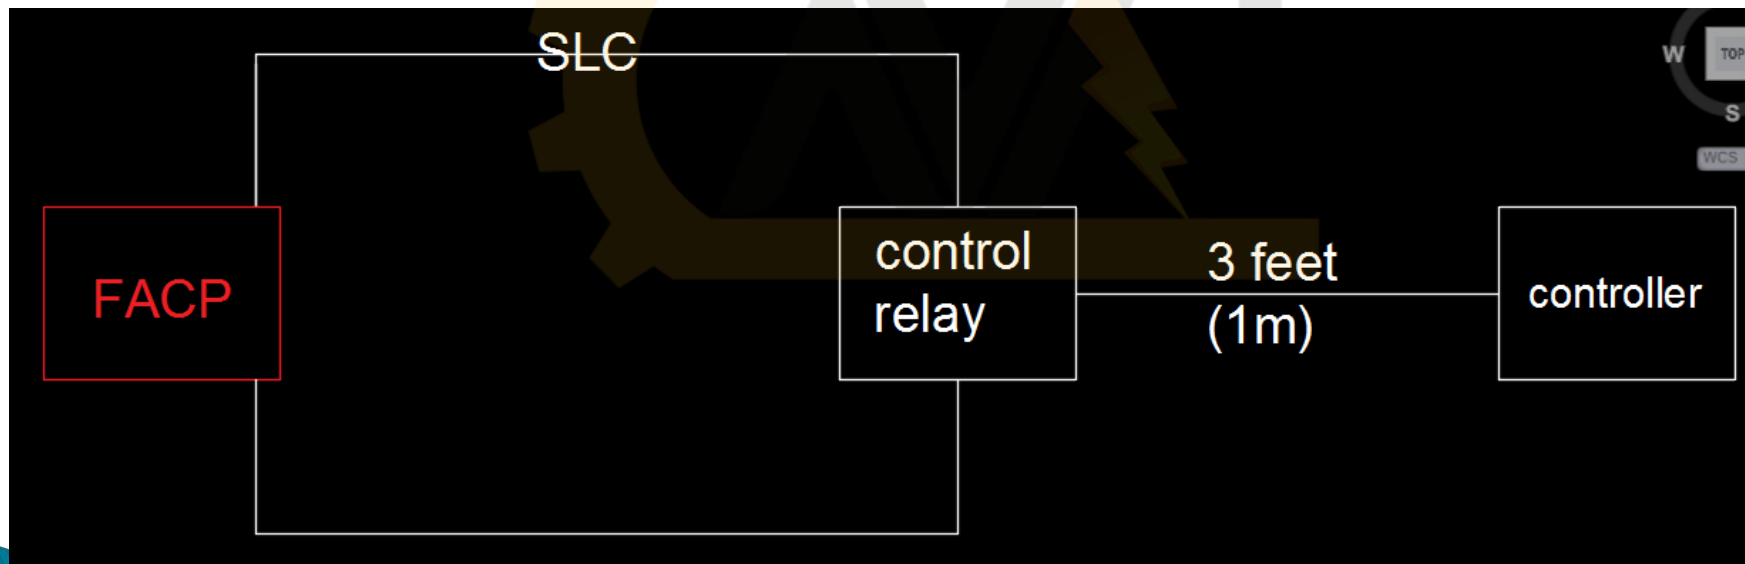 SLC
W
TOP
S
WCS
FACP
control
relay
3 feet
(1m)
controller